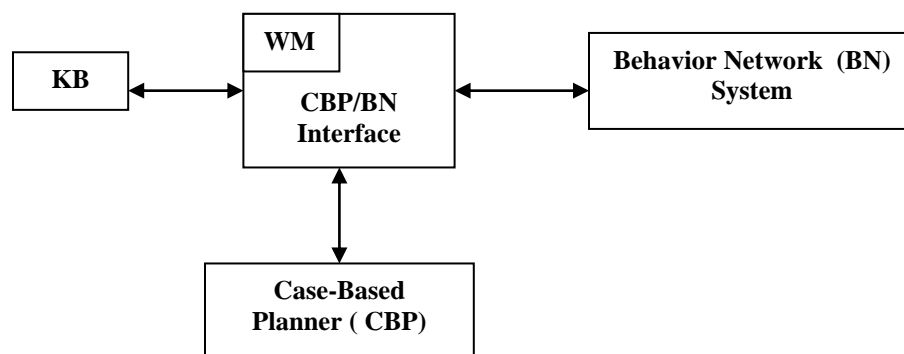 WM
KB
CBP/BN
Interface
Behavior Network (BN)
System
Case-Based
Planner ( CBP)